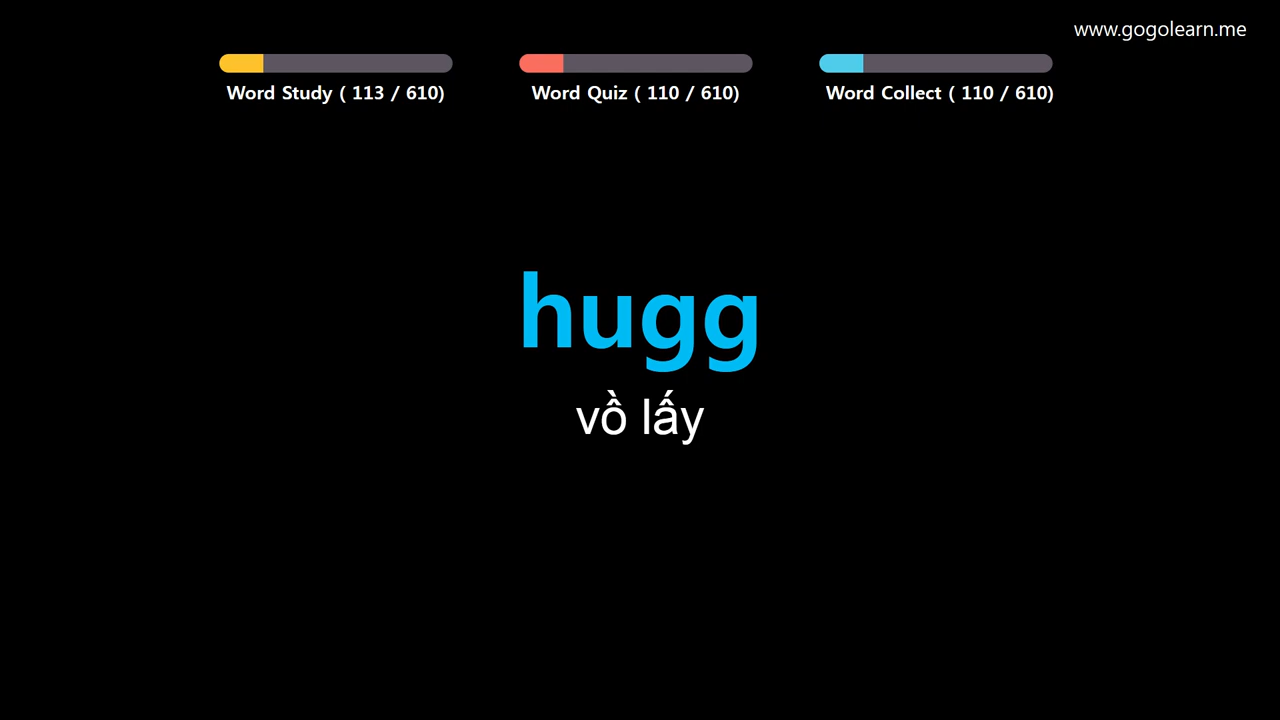 www.gogolearn.me
Word Study ( 113 / 610)
Word Quiz ( 110 / 610)
Word Collect ( 110 / 610)
hugg
vồ lấy